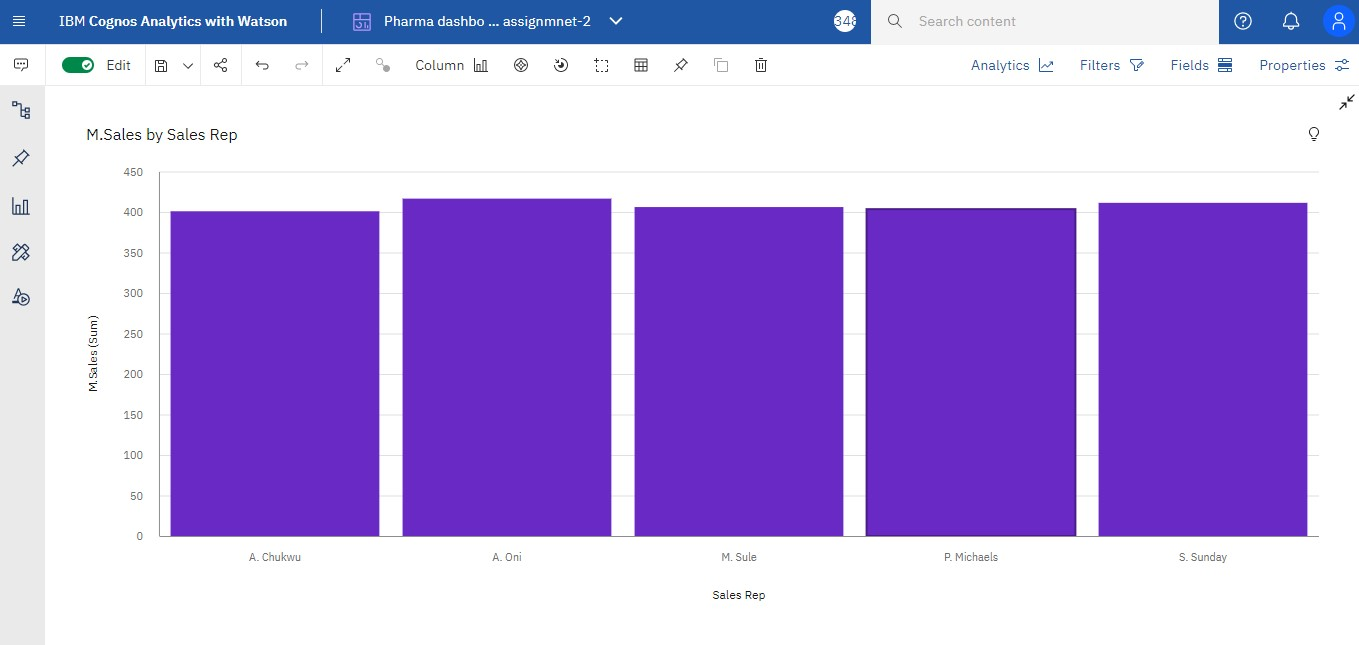 IBM Cognos Analytics with Watson
Pharma dashbo ... assignmnet-2
348
Search content
Edit
Column
Analytics
Filters
Fields
Properties
M.Sales by Sales Rep
450
400
350
300
250
200
150
100
50
0
M.Sales (Sum)
A. Chukwu
A. Oni
M. Sule
P. Michaels
S. Sunday
Sales Rep